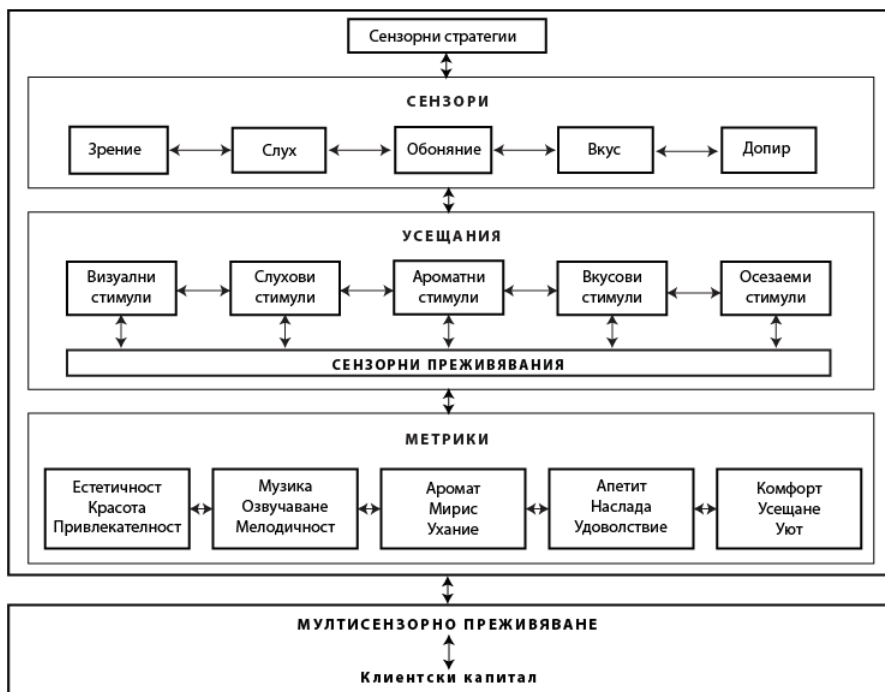 Сензорни стратегии
СЕНЗОРИ
Зрение
Слух
Обоняние
Вкус
Допир
УСЕЩАНИЯ
Визуални
стимули
Слухови
стимули
Ароматни
стимули
Вкусови
стимули
Осезаеми
стимули
СЕНЗОРНИ ПРЕЖИВЯВАНИЯ
МЕТРИКИ
Естетичност
Красота
Привлекателност
Музика
Озвучаване
Мелодичност
Аромат
Мирис
Ухание
Апетит
Наслада
Удоволствие
Комфорт
Усещане
Уют
МУЛТИСЕНЗОРНО ПРЕЖИВЯВАНЕ
Клиентски капитал